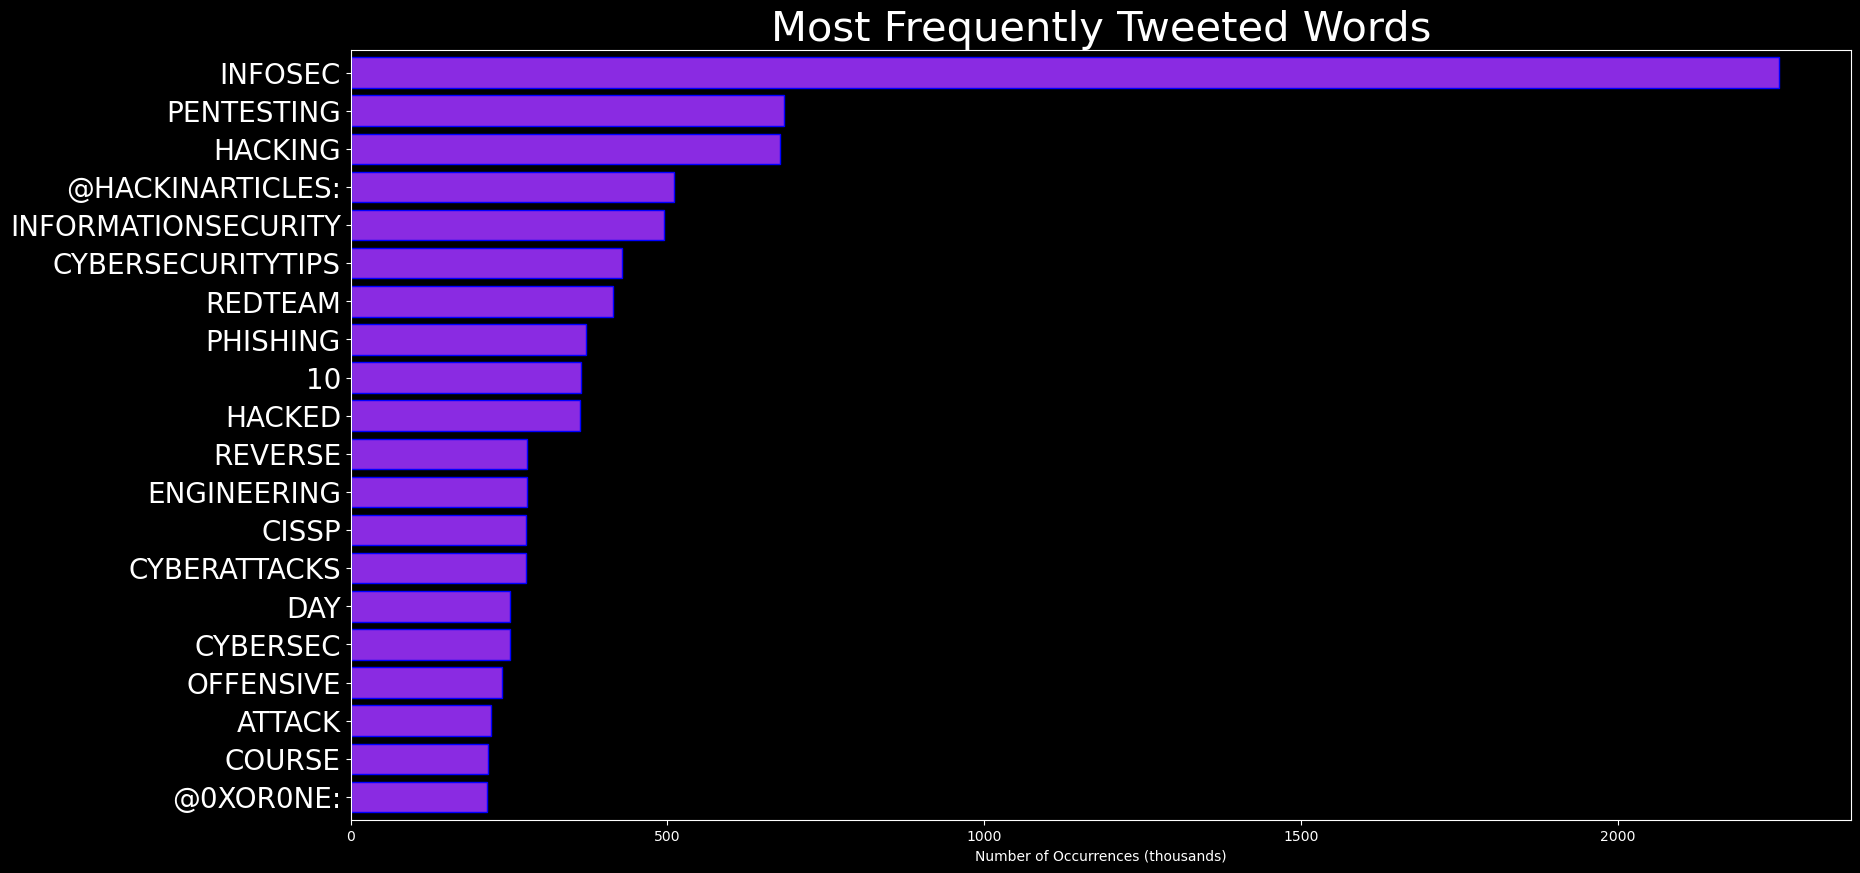 Most Frequently Tweeted Words
INFOSEC
PENTESTING
HACKING
@HACKINARTICLES:
INFORMATIONSECURITY
CYBERSECURITYTIPS
REDTEAM
PHISHING
10
HACKED
REVERSE
ENGINEERING
CISSP
CYBERATTACKS
DAY
CYBERSEC
OFFENSIVE
ATTACK
COURSE
@0XOR0NE:
0 500 1000 1500 2000
Number of Occurrences (thousands)